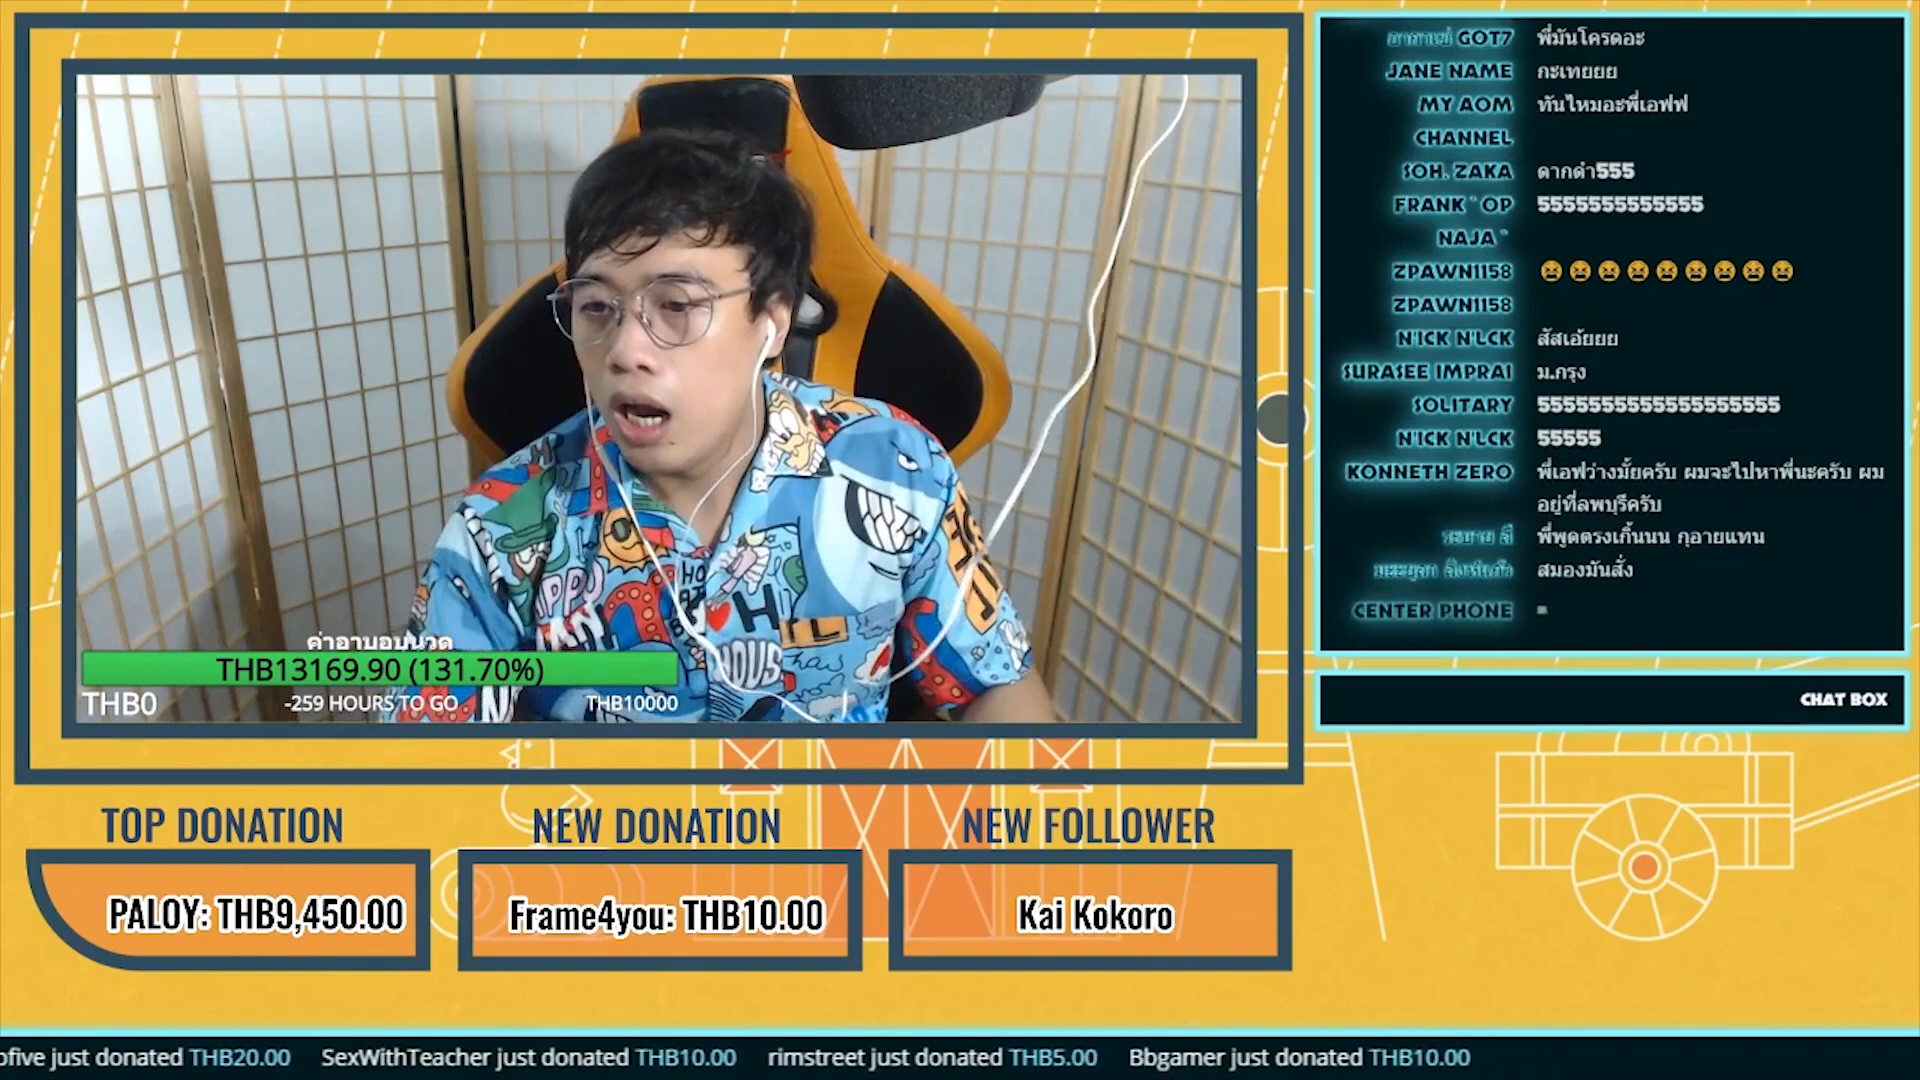 GOT7 พี่มันโครตอะ
JANE NAME กะเทยยย
MY AOM ทันไหมอะพี่เอฟฟ
CHANNEL
SOH. ZAKA ดากดำ555
FRANK ` OP 5555555555555
NAJA `
ZPAWN1158 😫😫😫😫😫😫😫😫😫
ZPAWN1158
N'ICK N'LCK สัสเอ้ยยย
SURASEE IMPRAI ม.กรุง
SOLITARY 5555555555555555555
N'ICK N'LCK 55555
KONNETH ZERO พี่เอฟว่างมั้ยครับ ผมจะไปหาพี่นะครับ ผม
อยู่ที่ลพบุรีครับ
ระบาย สี พี่พูดตรงเกิ้นนน กุอายแทน
สมองมันสั่ง
CENTER PHONE
CHAT BOX
ค่าอาบอบนวด
THB13169.90 (131.70%)
THB0 -259 HOURS TO GO THB10000
TOP DONATION NEW DONATION NEW FOLLOWER
PALOY: THB9,450.00 Frame4you: THB10.00 Kai Kokoro
ofive just donated THB20.00 SexWithTeacher just donated THB10.00 rimstreet just donated THB5.00 Bbgamer just donated THB10.00